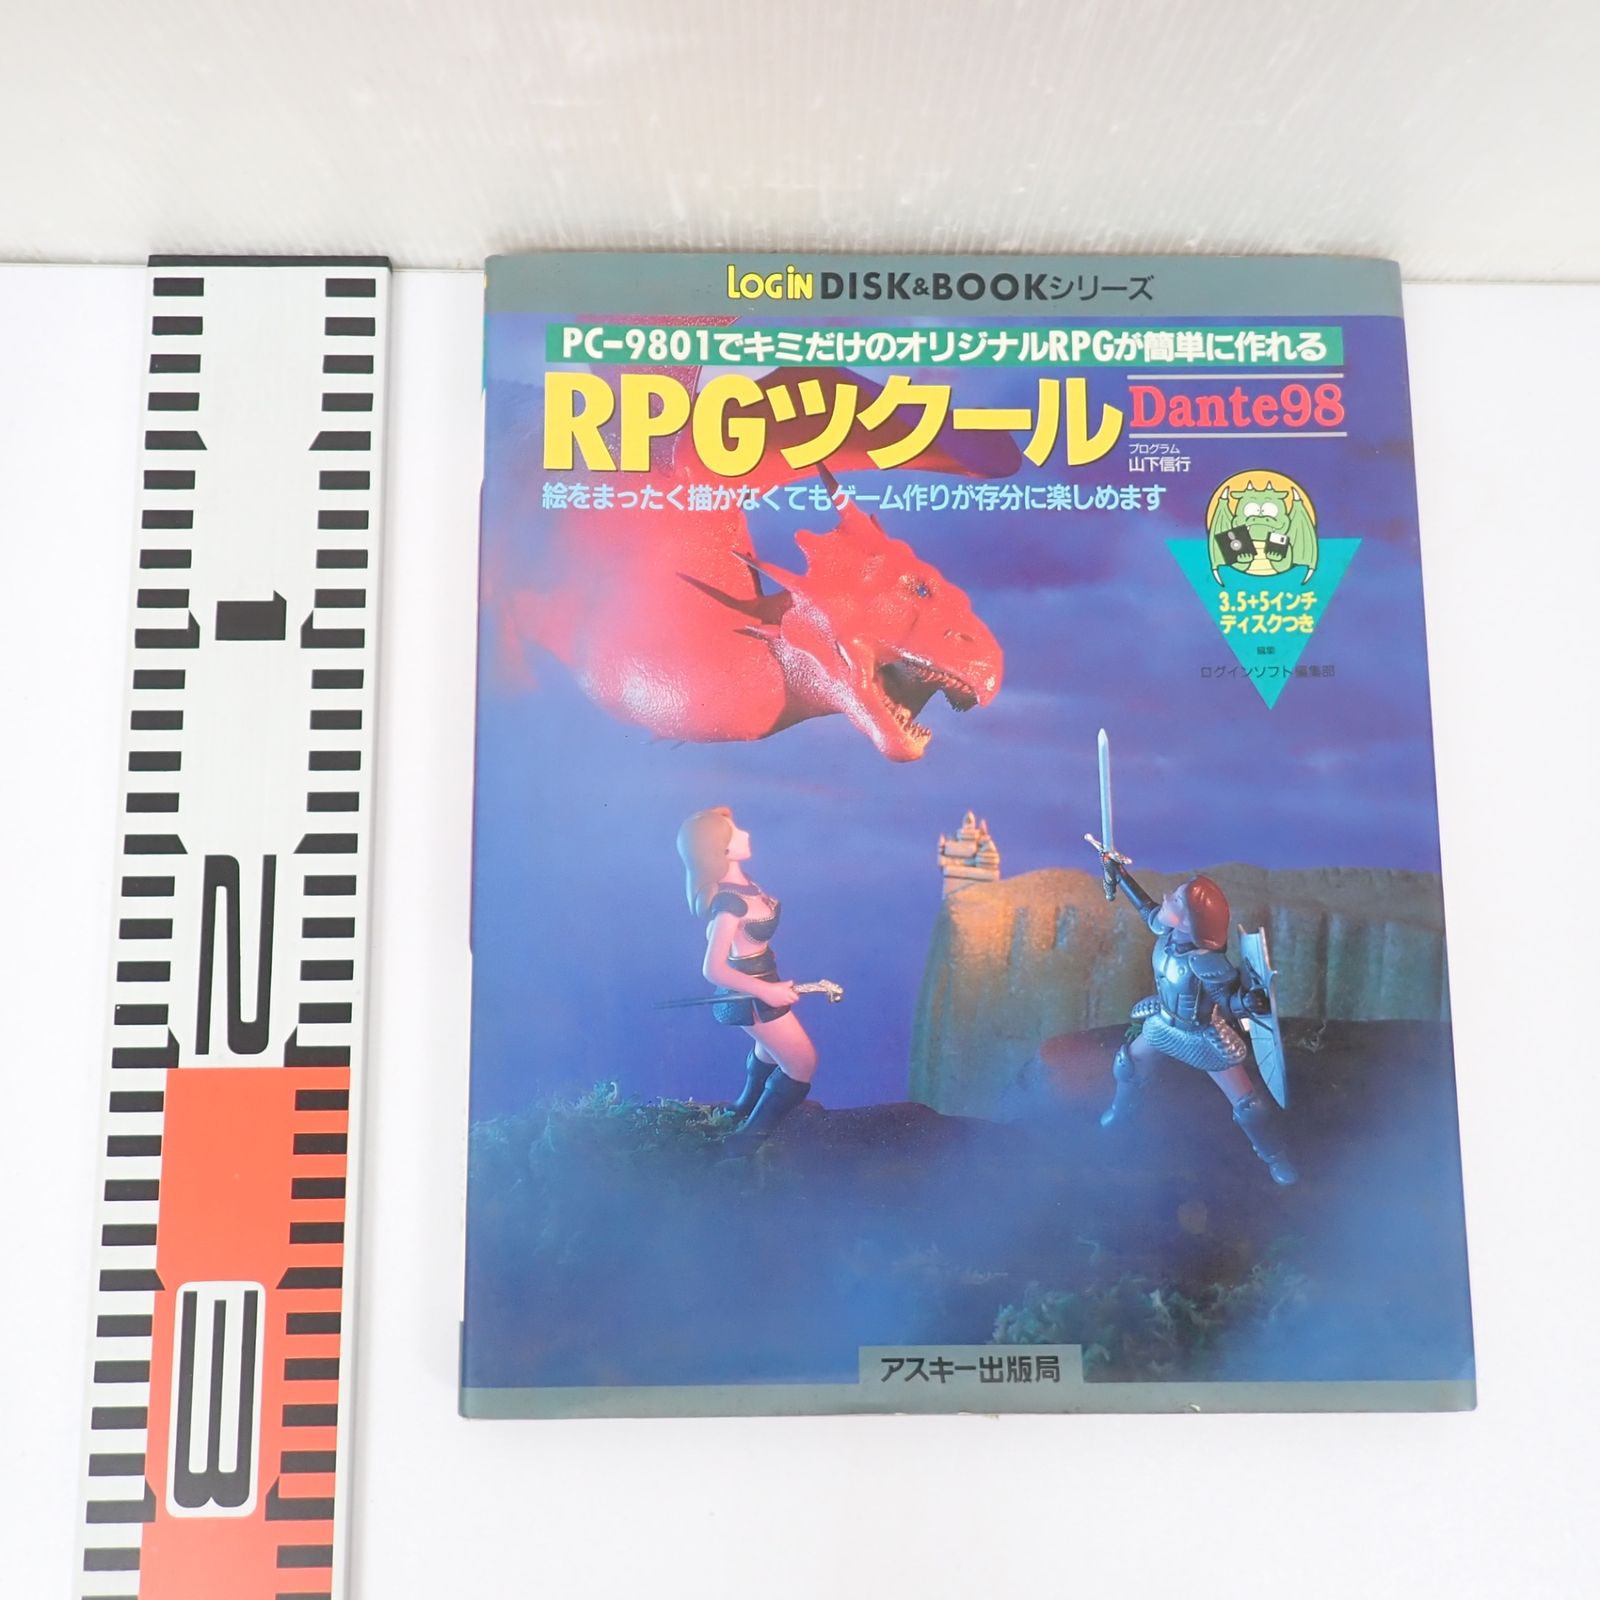 LOGiN DISK&BOOKシリーズ
PC-9801でキミだけのオリジナルRPGが簡単に作れる
RPGツクール Dante98
プログラム
山下信行
絵をまったく描かなくてもゲーム作りが存分に楽しめます
3.5+5インチ
ディスクつき
編集
ログインソフト編集部
アスキー出版局
1
2
3